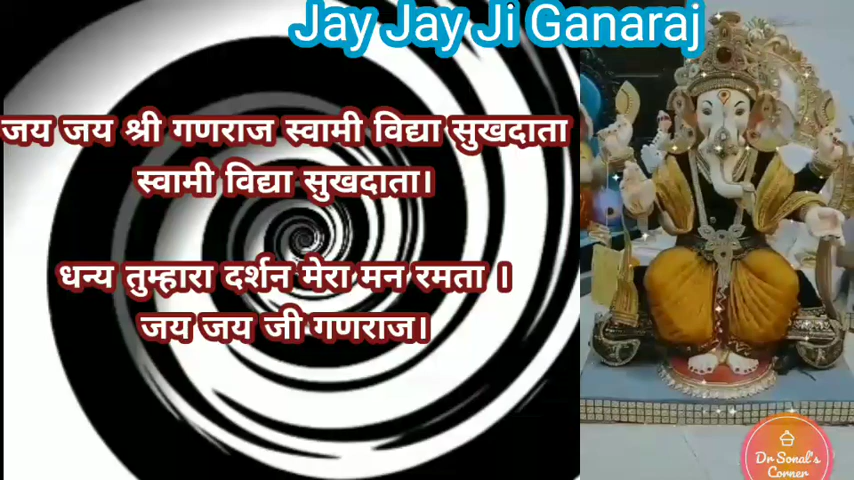 Jay Jay Ji Ganaraj
जय जय श्री गणराज स्वामी विद्या सुखदाता
स्वामी विद्या सुखदाता।
धन्य तुम्हारा दर्शन मेरा मन रमता ।
जय जय जी गणराज।
Dr Sonal's
Corner